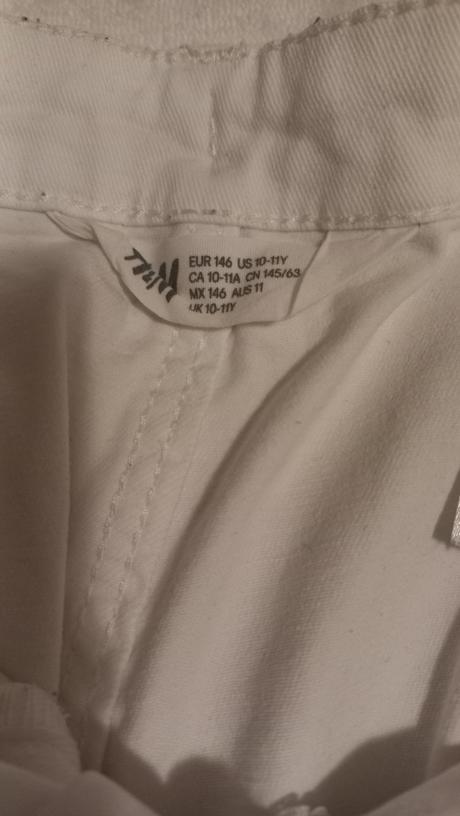 H&M
EUR 146 US 10-11Y
CA 10-11A CN 145/63
MX 146 AUS 11
UK 10-11Y